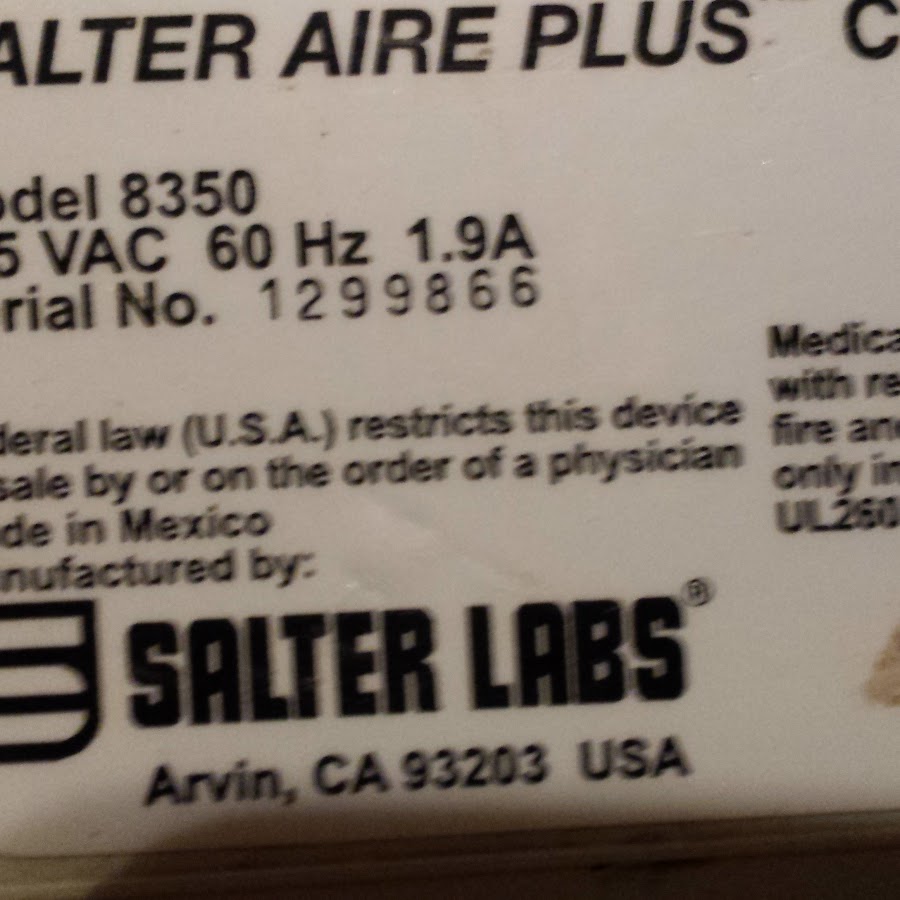 ALTER AIRE PLUS™ C
odel 8350
5 VAC 60 Hz 1.9A
rial No. 1299866
deral law (U.S.A.) restricts this device
sale by or on the order of a physician
de in Mexico
nufactured by:
SALTER LABS®
Arvin, CA 93203 USA
Medica
with re
fire an
only in
UL260